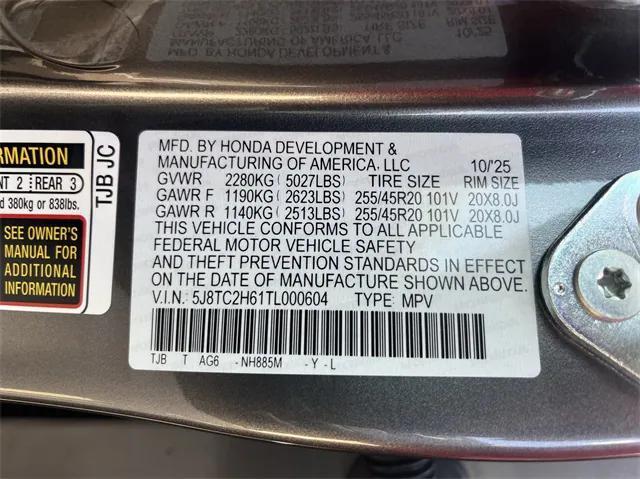 MFD. BY HONDA DEVELOPMENT &
MANUFACTURING OF AMERICA, LLC 10/'25
GVWR 2280KG (5027LBS) TIRE SIZE RIM SIZE
GAWR F 1190KG (2623LBS) 255/45R20 101V 20X8.0J
GAWR R 1140KG (2513LBS) 255/45R20 101V 20X8.0J
THIS VEHICLE CONFORMS TO ALL APPLICABLE
FEDERAL MOTOR VEHICLE SAFETY
AND THEFT PREVENTION STANDARDS IN EFFECT
ON THE DATE OF MANUFACTURE SHOWN ABOVE.
V.I.N.: 5J8TC2H61TL000604 TYPE: MPV
TJB T AG6 -NH885M -Y-L
RMATION
NT 2 REAR 3
d 380kg or 838lbs.
SEE OWNER'S
MANUAL FOR
ADDITIONAL
INFORMATION
TJB JC